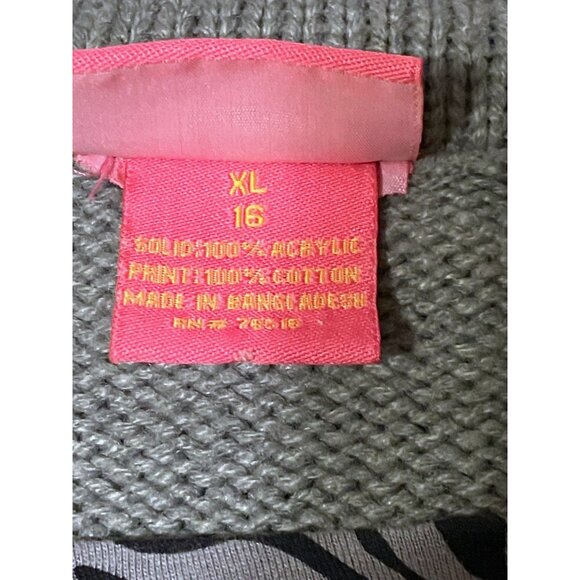 XL
16
SOLID:100% ACRYLIC
PRINT:100% COTTON
MADE IN BANGLADESH
RN#